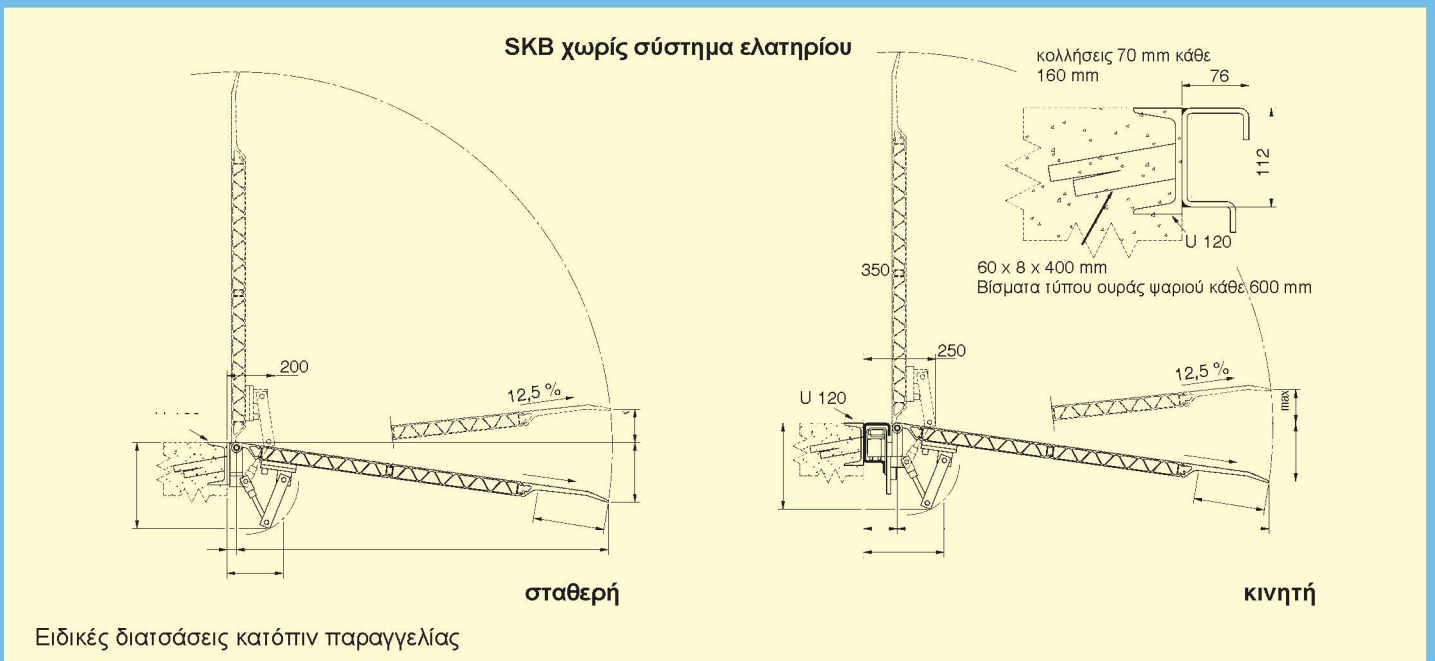 SKB χωρίς σύστημα ελατηρίου
κολλήσεις 70 mm κάθε
160 mm
76
112
U 120
60 x 8 x 400 mm
Βίσματα τύπου ουράς ψαριού κάθε 600 mm
350
200
12,5 %
250
12,5 %
U 120
max
σταθερή
κινητή
Ειδικές διατσάσεις κατόπιν παραγγελίας